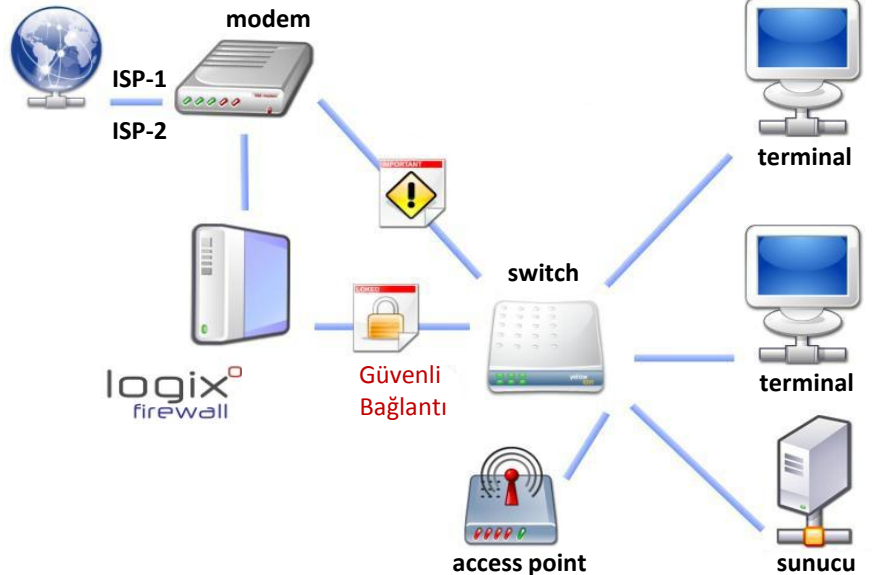 modem
ISP-1
ISP-2
IMPORTANT
terminal
switch
LOKED
logix
firewall
Güvenli
Bağlantı
terminal
access point
sunucu